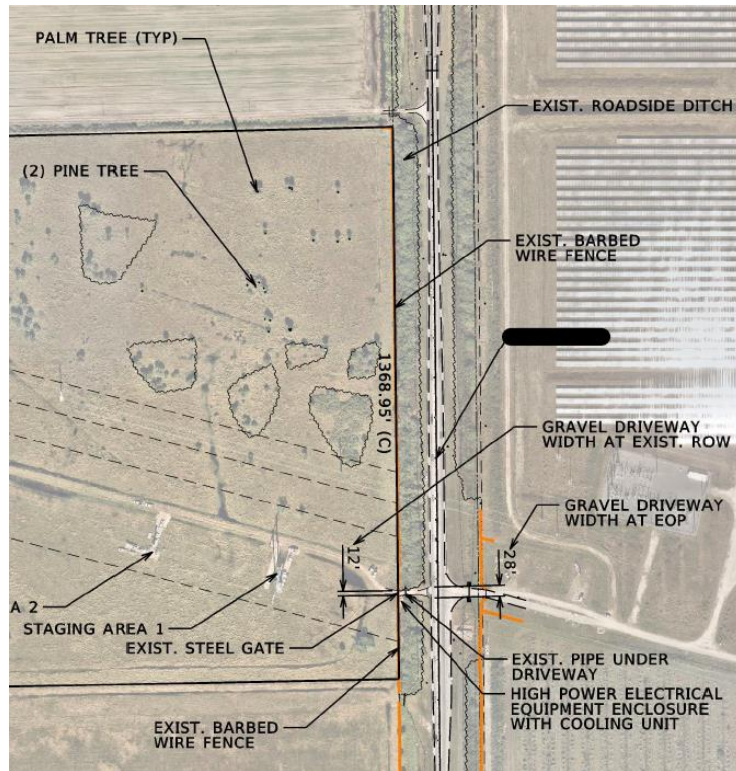 PALM TREE (TYP)
EXIST. ROADSIDE DITCH
(2) PINE TREE
EXIST. BARBED
WIRE FENCE
1368.95' (C)
GRAVEL DRIVEWAY
WIDTH AT EXIST. ROW
GRAVEL DRIVEWAY
WIDTH AT EOP
12'
28'
A 2
STAGING AREA 1
EXIST. STEEL GATE
EXIST. PIPE UNDER
DRIVEWAY
HIGH POWER ELECTRICAL
EQUIPMENT ENCLOSURE
WITH COOLING UNIT
EXIST. BARBED
WIRE FENCE